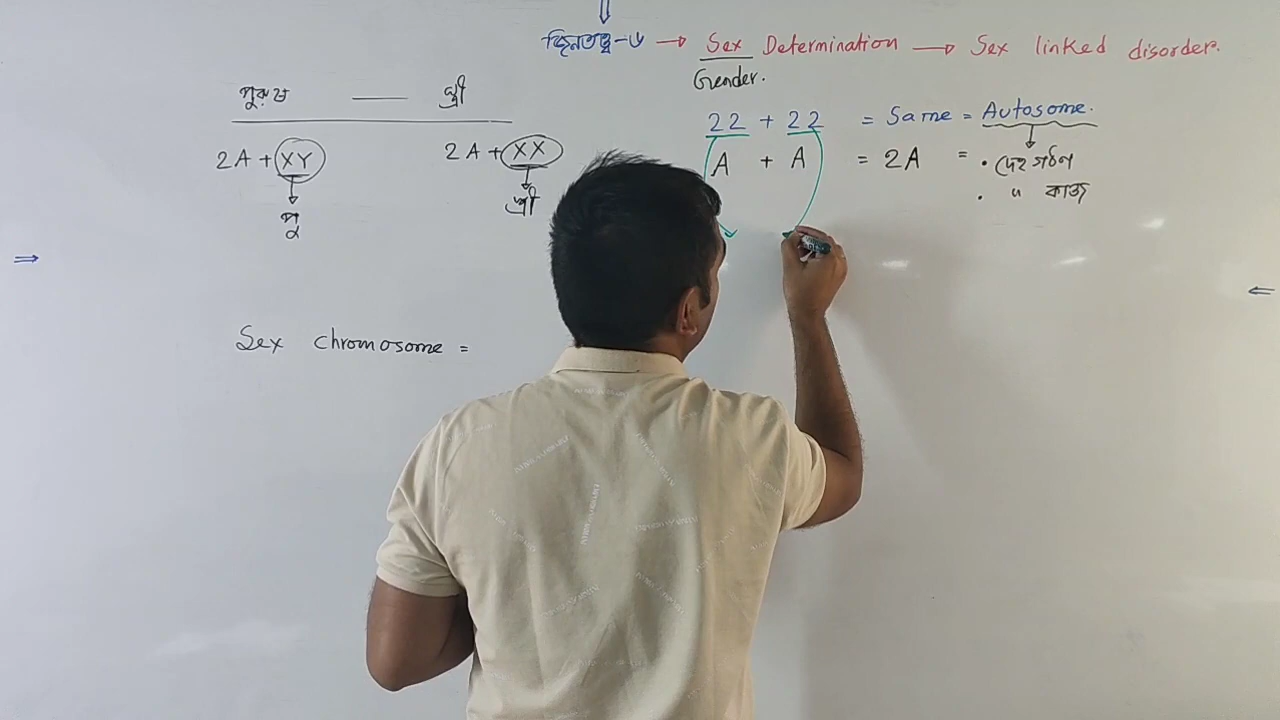 জিনতত্ত্ব-৬ → Sex Determination → Sex linked disorder.
Gender.
পুরুষ — স্ত্রী
2A + XY
2A + XX
পু
স্ত্রী
22 + 22 = Same = Autosome.
A + A = 2A = • দেহ গঠন
• " কাজ
Sex chromosome =